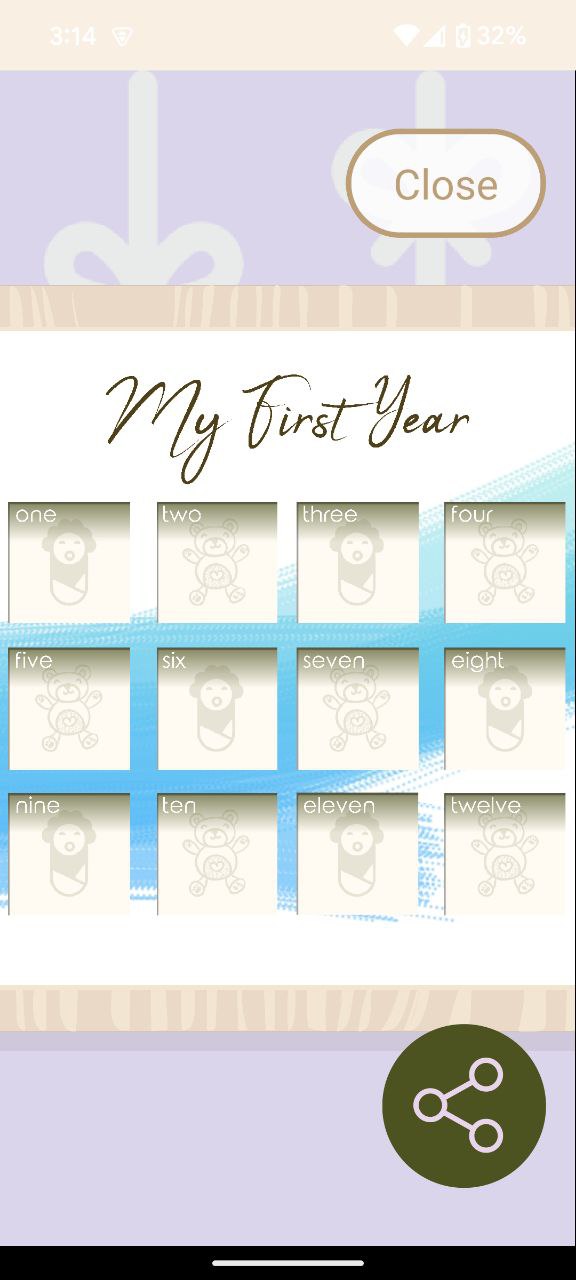 3:14 32%
Close
My First Year
one two three four
five six seven eight
nine ten eleven twelve